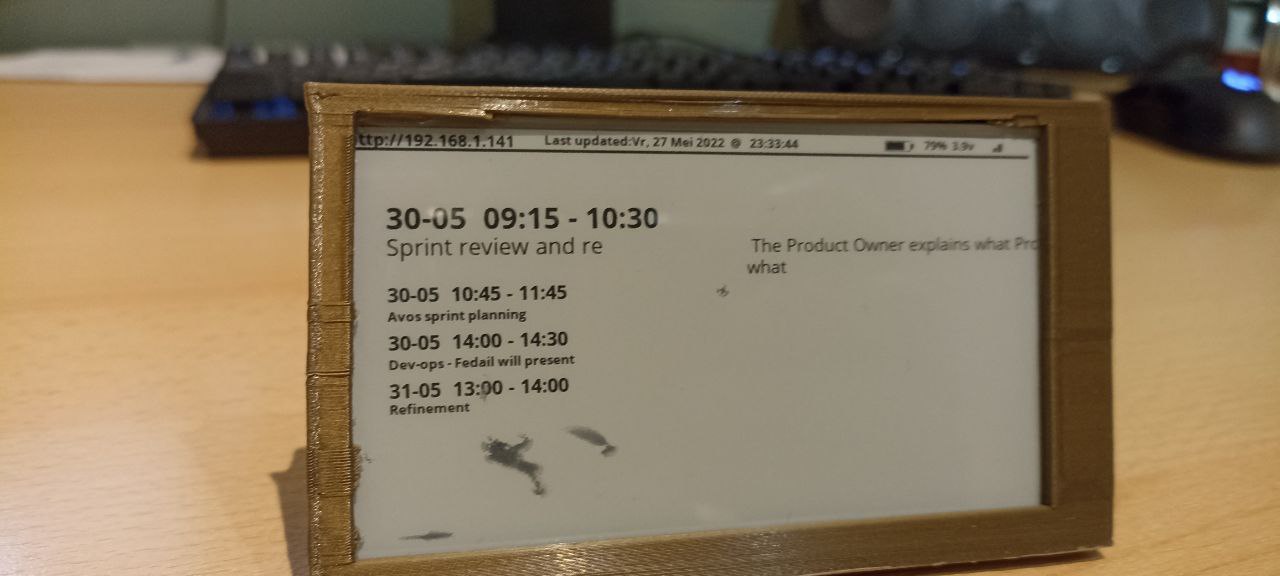 ttp://192.168.1.141 Last updated:Vr, 27 Mei 2022 @ 23:33:44 79% 3.9v
30-05 09:15 - 10:30
Sprint review and re
The Product Owner explains what Pro
what
30-05 10:45 - 11:45
Avos sprint planning
30-05 14:00 - 14:30
Dev-ops - Fedail will present
31-05 13:00 - 14:00
Refinement